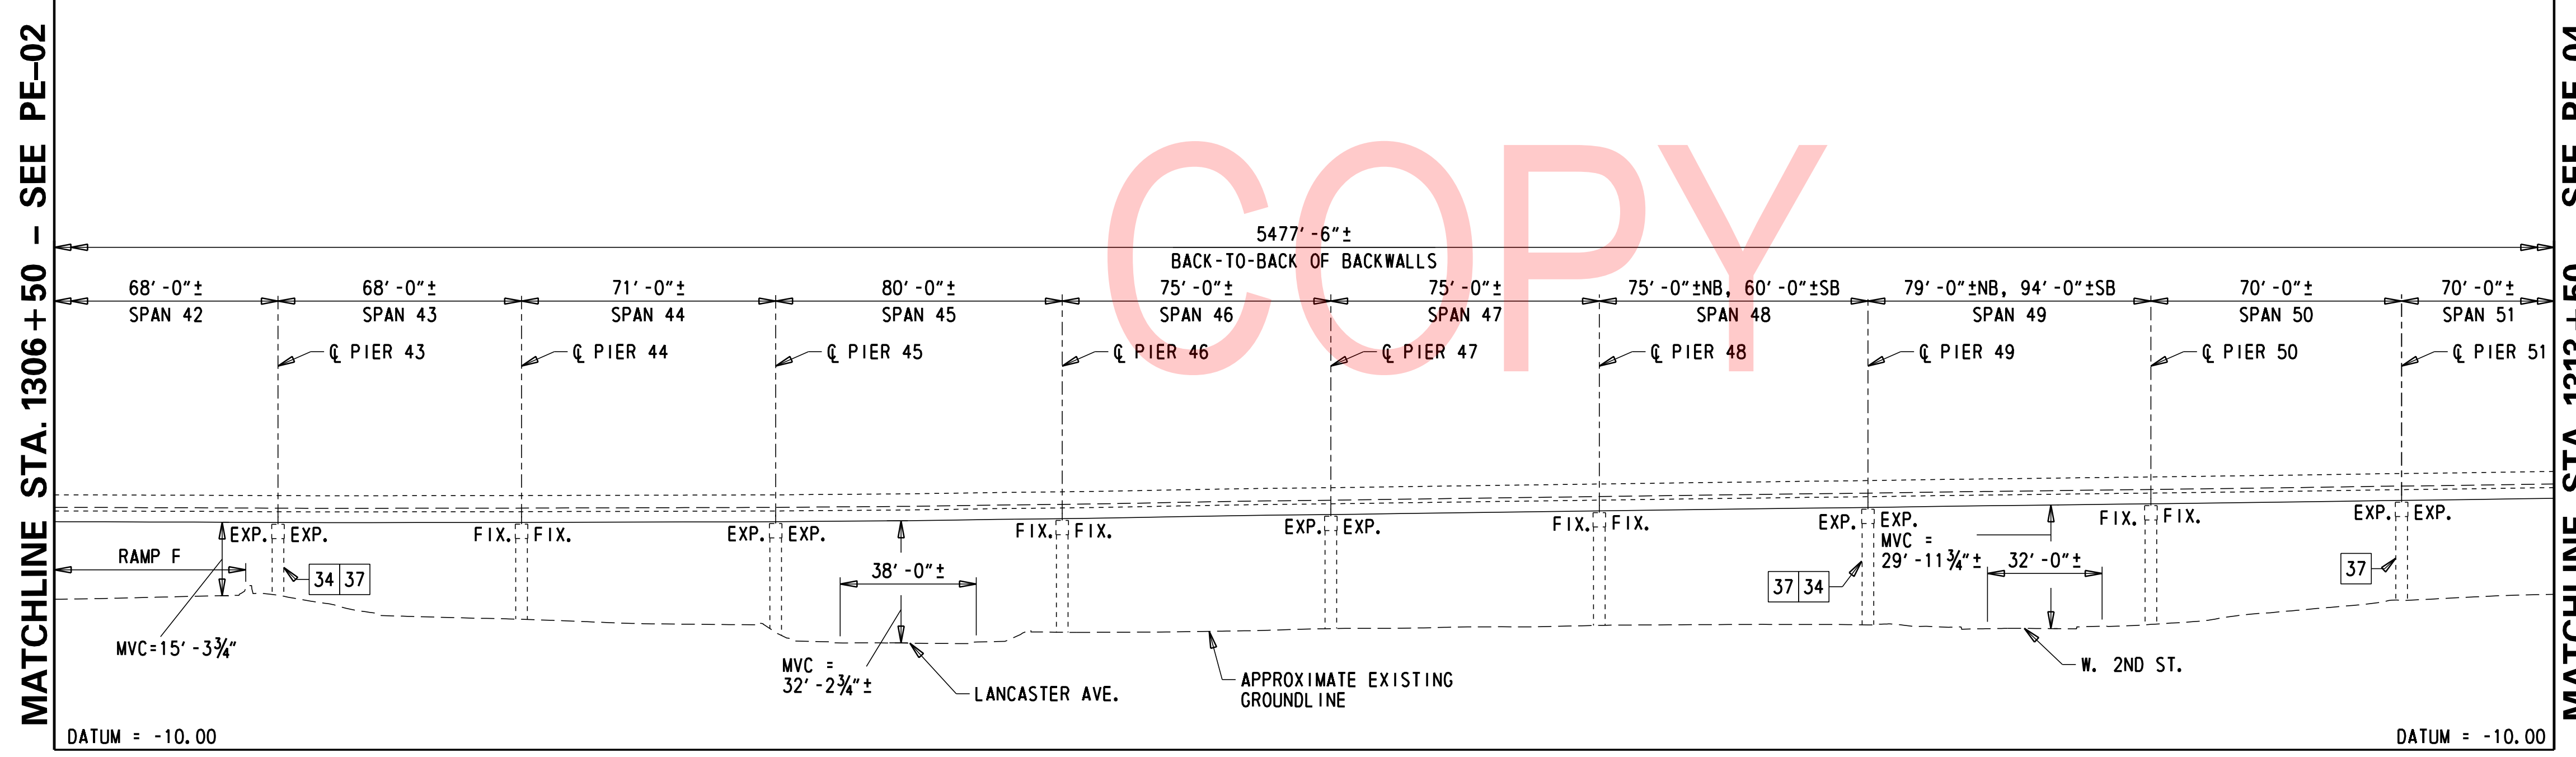 MATCHLINE STA. 1306+50 – SEE PE–02
COPY
5477'-6"±
BACK-TO-BACK OF BACKWALLS
68'-0"±
SPAN 42
68'-0"±
SPAN 43
71'-0"±
SPAN 44
80'-0"±
SPAN 45
75'-0"±
SPAN 46
75'-0"±
SPAN 47
75'-0"±NB, 60'-0"±SB
SPAN 48
79'-0"±NB, 94'-0"±SB
SPAN 49
70'-0"±
SPAN 50
70'-0"±
SPAN 51
℄ PIER 43
℄ PIER 44
℄ PIER 45
℄ PIER 46
℄ PIER 47
℄ PIER 48
℄ PIER 49
℄ PIER 50
℄ PIER 51
EXP. EXP.
FIX. FIX.
EXP. EXP.
FIX. FIX.
EXP. EXP.
FIX. FIX.
EXP. EXP.
FIX. FIX.
EXP. EXP.
RAMP F
34 37
MVC=15'-3¾"
38'-0"±
MVC =
32'-2¾"±
LANCASTER AVE.
APPROXIMATE EXISTING
GROUNDLINE
37 34
MVC =
29'-11¾"±
32'-0"±
W. 2ND ST.
37
DATUM = -10.00
DATUM = -10.00
MATCHLINE STA. 1313+50 SEE PE 04